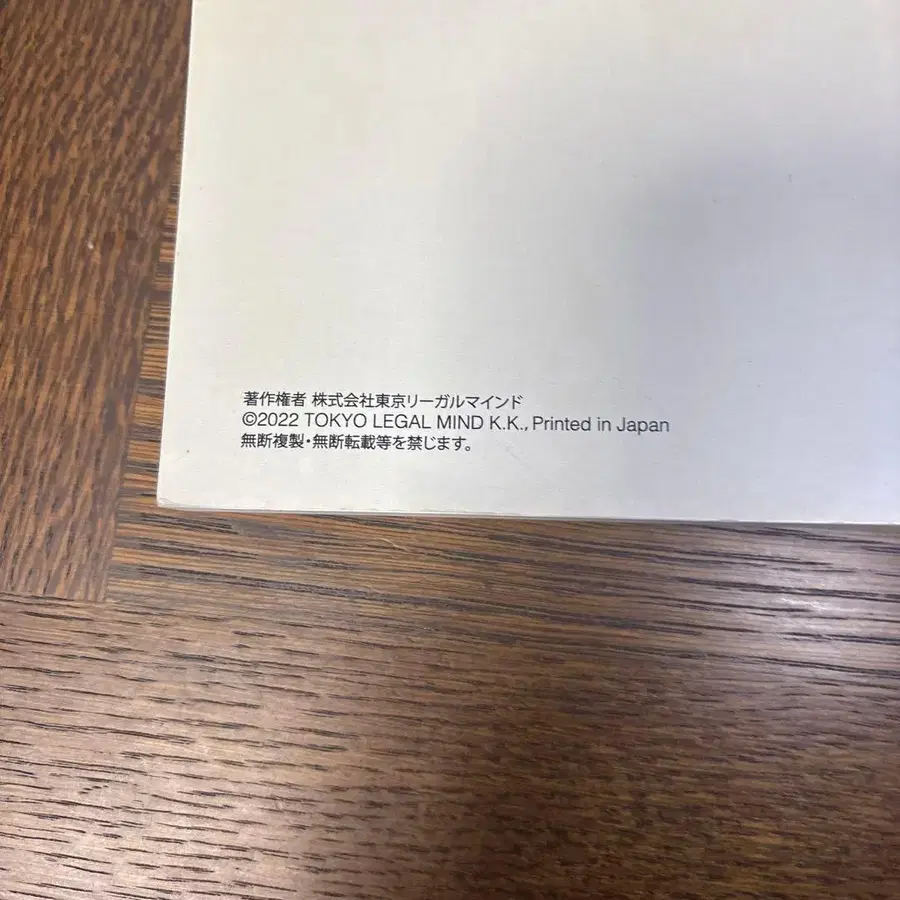 著作権者 株式会社東京リーガルマインド
©2022 TOKYO LEGAL MIND K.K., Printed in Japan
無断複製・無断転載等を禁じます。